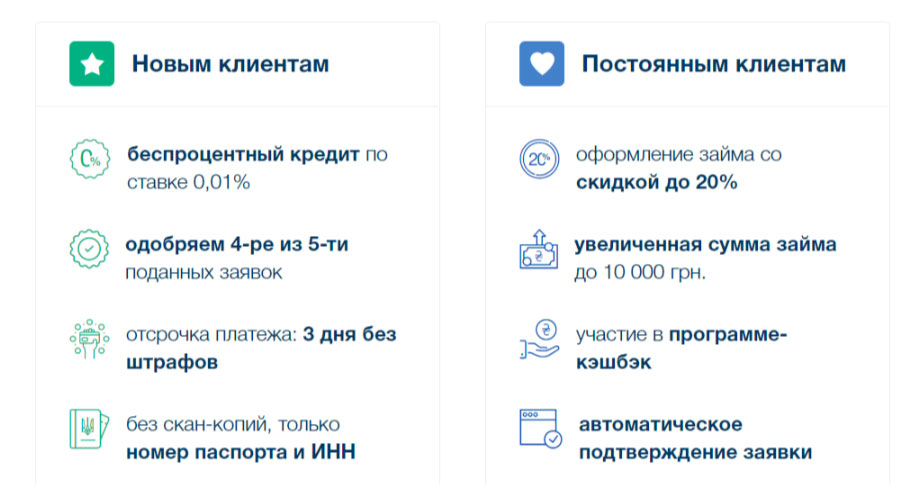 Новым клиентам
0%
беспроцентный кредит по
ставке 0,01%
одобряем 4-ре из 5-ти
поданных заявок
отсрочка платежа: 3 дня без
штрафов
без скан-копий, только
номер паспорта и ИНН
Постоянным клиентам
20%
оформление займа со
скидкой до 20%
₴
увеличенная сумма займа
до 10 000 грн.
₴
участие в программе-
кэшбэк
автоматическое
подтверждение заявки